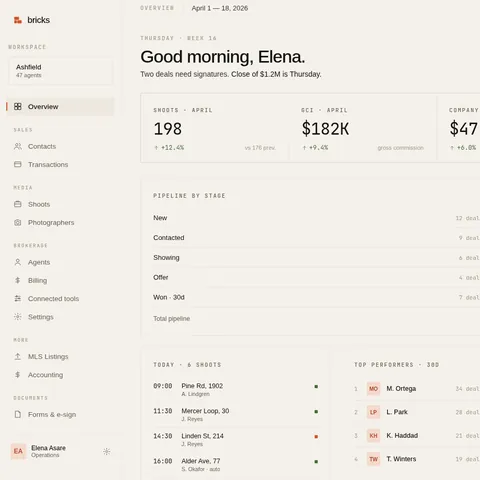 bricks
WORKSPACE
Ashfield
47 agents
Overview
SALES
Contacts
Transactions
MEDIA
Shoots
Photographers
BROKERAGE
Agents
Billing
Connected tools
Settings
MORE
MLS Listings
Accounting
DOCUMENTS
Forms & e-sign
EA
Elena Asare
Operations
OVERVIEW
April 1 — 18, 2026
THURSDAY · WEEK 16
Good morning, Elena.
Two deals need signatures. Close of $1.2M is Thursday.
SHOOTS · APRIL
198
↑ +12.4%
vs 176 prev.
GCI · APRIL
$182K
↑ +9.4%
gross commission
COMPANY
$47
↑ +6.0%
PIPELINE BY STAGE
New 12 deal
Contacted 9 deal
Showing 6 deal
Offer 4 deal
Won · 30d 7 deal
Total pipeline
TODAY · 6 SHOOTS
09:00 Pine Rd, 1902
A. Lindgren
11:30 Mercer Loop, 30
J. Reyes
14:30 Linden St, 214
J. Reyes
16:00 Alder Ave, 77
S. Okafor · auto
TOP PERFORMERS · 30D
1 MO M. Ortega 34 deal
2 LP L. Park 28 deal
3 KH K. Haddad 21 deal
4 TW T. Winters 19 deal